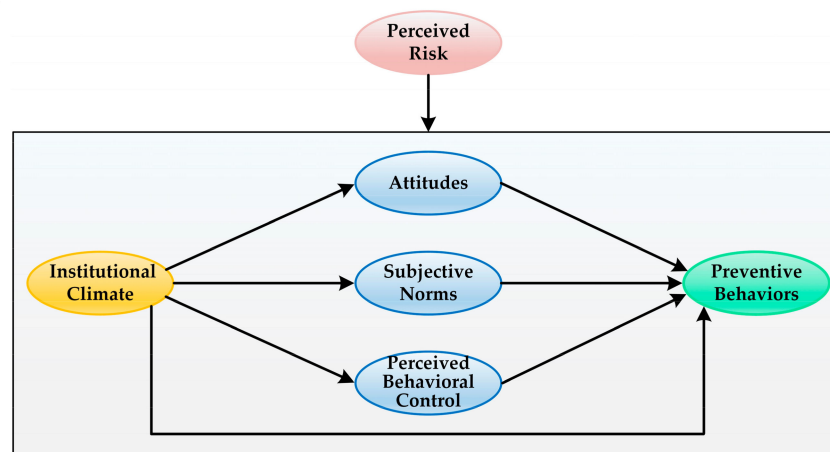 Perceived
Risk
Attitudes
Institutional
Climate
Subjective
Norms
Preventive
Behaviors
Perceived
Behavioral
Control